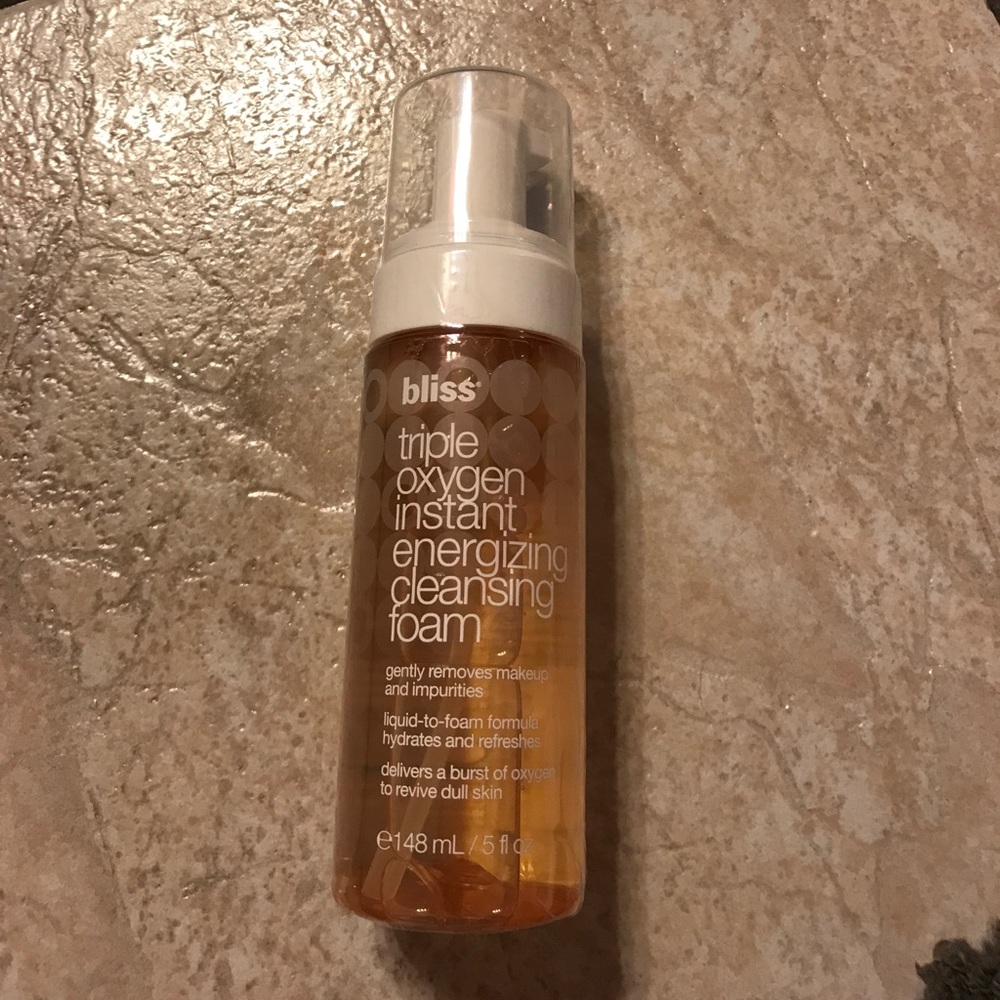 bliss
triple
oxygen
instant
energizing
cleansing
foam
gently removes makeup
and impurities
liquid-to-foam formula
hydrates and refreshes
delivers a burst of oxygen
to revive dull skin
℮148 mL / 5 fl oz